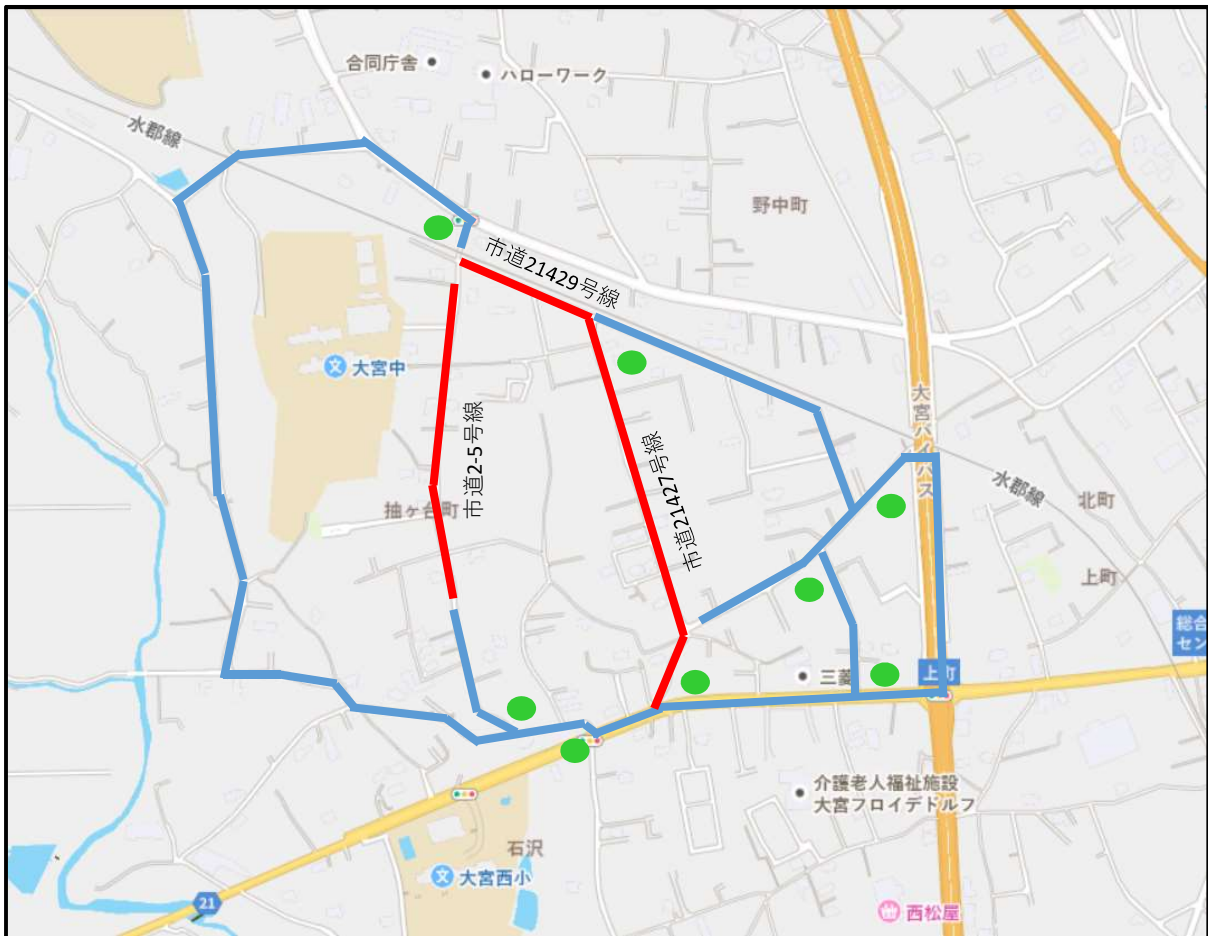 合同庁舎
ハローワーク
水郡線
野中町
市道21429号線
大宮中
市道2-5号線
抽ヶ台町
市道21427号線
大宮バイパス
水郡線
北町
上町
総合
セン
三菱
上町
介護老人福祉施設
大宮フロイデドルフ
石沢
大宮西小
21
西松屋